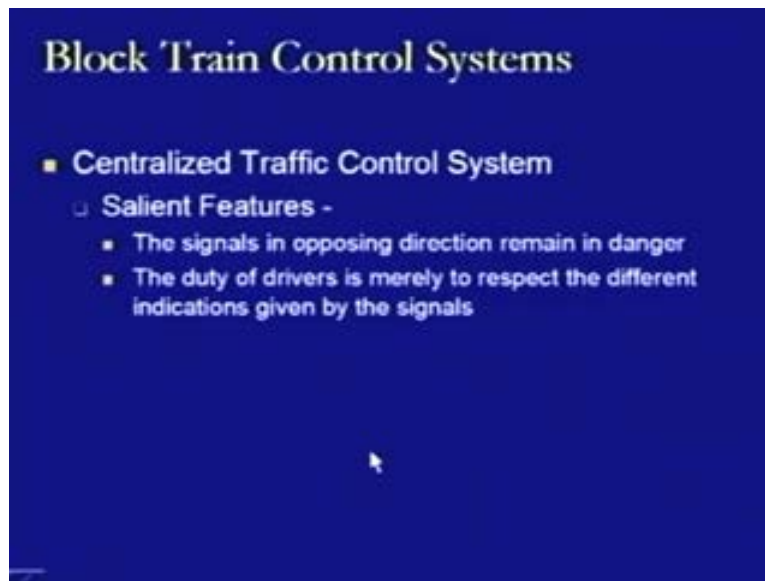 Block Train Control Systems
Centralized Traffic Control System
Salient Features -
The signals in opposing direction remain in danger
The duty of drivers is merely to respect the different
indications given by the signals